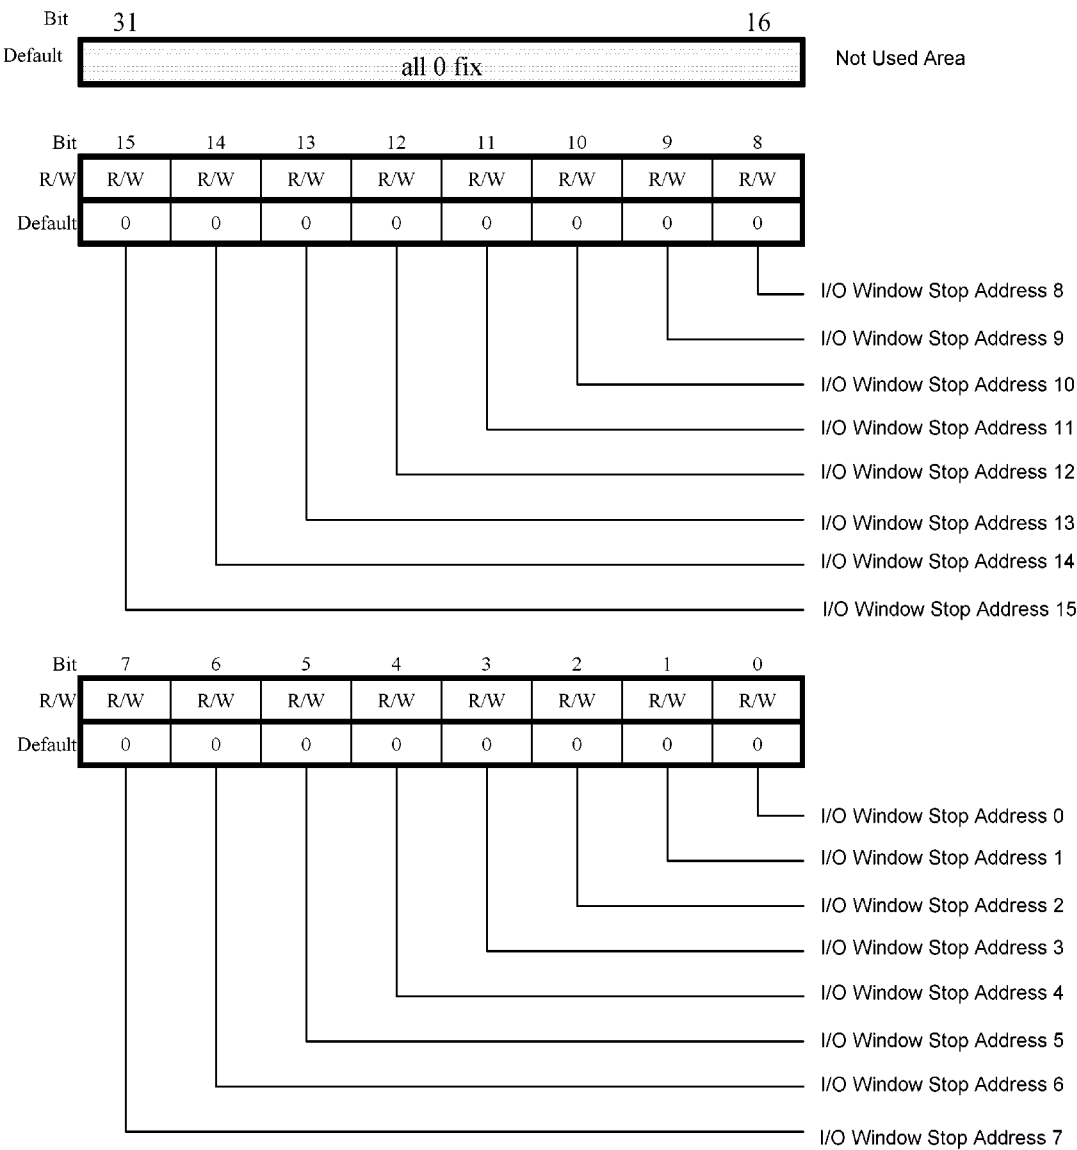 Bit 31 16
Default all 0 fix Not Used Area
Bit 15 14 13 12 11 10 9 8
R/W R/W R/W R/W R/W R/W R/W R/W R/W
Default 0 0 0 0 0 0 0 0
I/O Window Stop Address 8
I/O Window Stop Address 9
I/O Window Stop Address 10
I/O Window Stop Address 11
I/O Window Stop Address 12
I/O Window Stop Address 13
I/O Window Stop Address 14
I/O Window Stop Address 15
Bit 7 6 5 4 3 2 1 0
R/W R/W R/W R/W R/W R/W R/W R/W R/W
Default 0 0 0 0 0 0 0 0
I/O Window Stop Address 0
I/O Window Stop Address 1
I/O Window Stop Address 2
I/O Window Stop Address 3
I/O Window Stop Address 4
I/O Window Stop Address 5
I/O Window Stop Address 6
I/O Window Stop Address 7